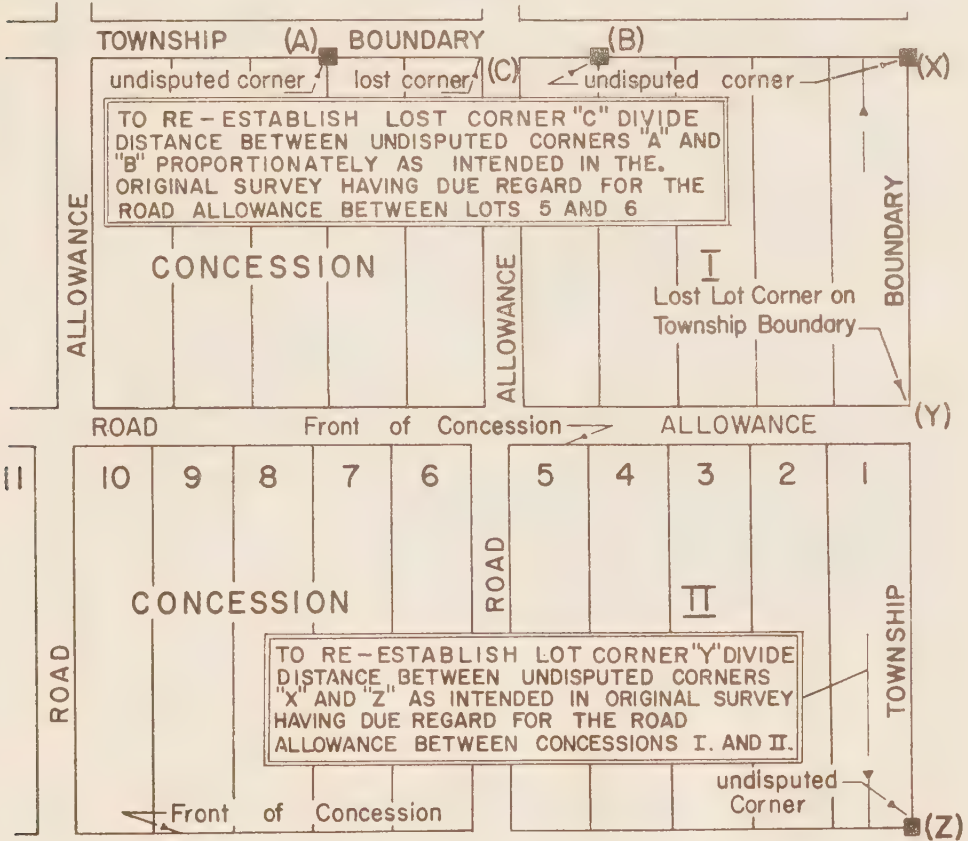 TOWNSHIP (A) BOUNDARY (B)
undisputed corner lost corner (C) undisputed corner (X)
TO RE-ESTABLISH LOST CORNER "C" DIVIDE
DISTANCE BETWEEN UNDISPUTED CORNERS "A" AND
"B" PROPORTIONATELY AS INTENDED IN THE.
ORIGINAL SURVEY HAVING DUE REGARD FOR THE
ROAD ALLOWANCE BETWEEN LOTS 5 AND 6
ALLOWANCE
CONCESSION
ALLOWANCE
I
BOUNDARY
Lost Lot Corner on
Township Boundary
(Y)
ROAD Front of Concession ALLOWANCE
11 10 9 8 7 6 5 4 3 2 1
ROAD
CONCESSION
ROAD
II
TOWNSHIP
TO RE-ESTABLISH LOT CORNER "Y" DIVIDE
DISTANCE BETWEEN UNDISPUTED CORNERS
"X" AND "Z" AS INTENDED IN ORIGINAL SURVEY
HAVING DUE REGARD FOR THE ROAD
ALLOWANCE BETWEEN CONCESSIONS I. AND II.
undisputed
Corner
Front of Concession
(Z)